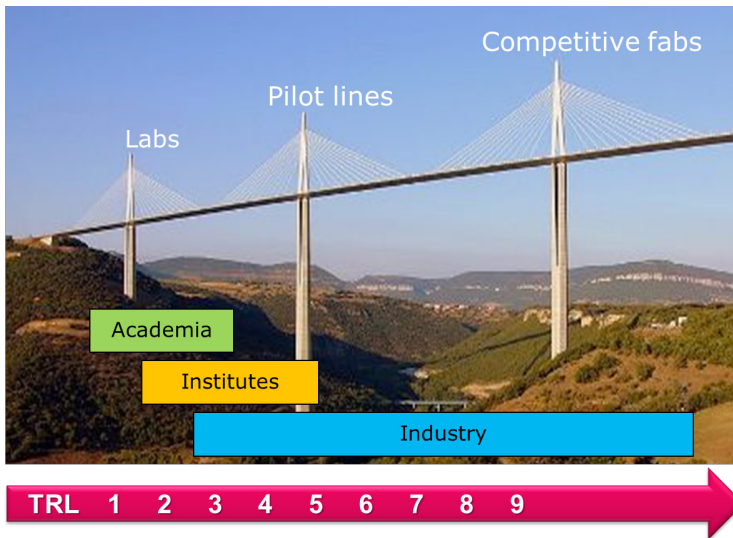 Competitive fabs
Pilot lines
Labs
Academia
Institutes
Industry
TRL 1 2 3 4 5 6 7 8 9